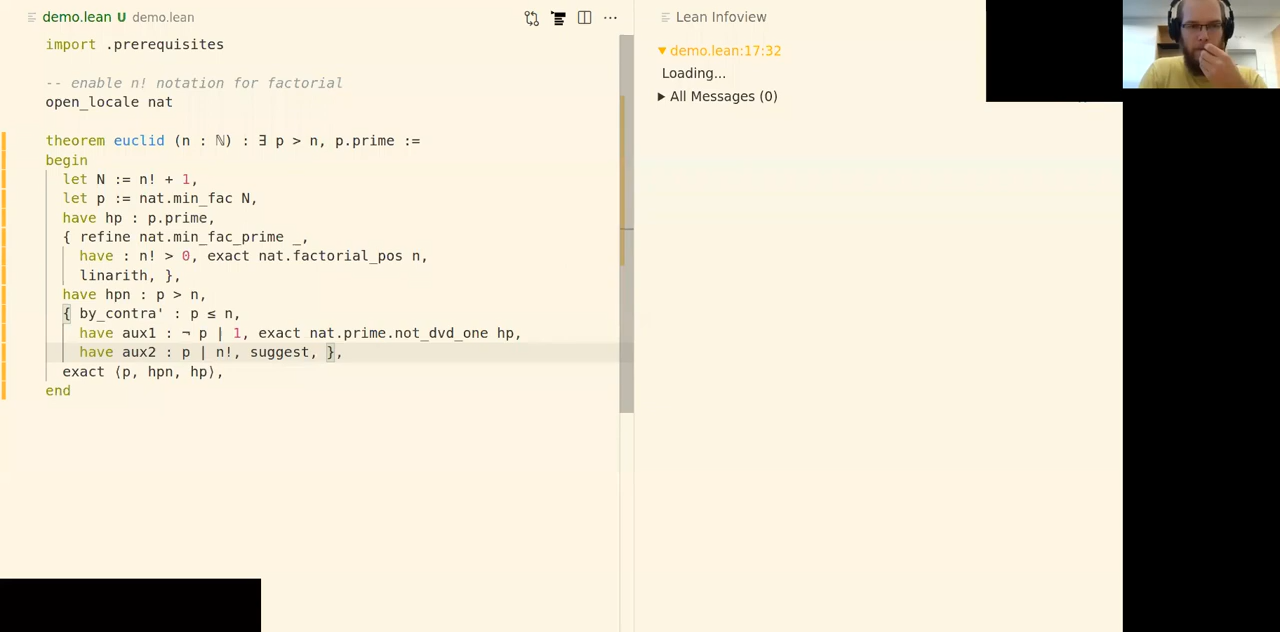 demo.lean U demo.lean
import .prerequisites
-- enable n! notation for factorial
open_locale nat
theorem euclid (n : ℕ) : ∃ p > n, p.prime :=
begin
let N := n! + 1,
let p := nat.min_fac N,
have hp : p.prime,
{ refine nat.min_fac_prime _,
have : n! > 0, exact nat.factorial_pos n,
linarith, },
have hpn : p > n,
{ by_contra' : p ≤ n,
have aux1 : ¬ p | 1, exact nat.prime.not_dvd_one hp,
have aux2 : p | n!, suggest, },
exact ⟨p, hpn, hp⟩,
end
Lean Infoview
▼ demo.lean:17:32
Loading...
▶ All Messages (0)